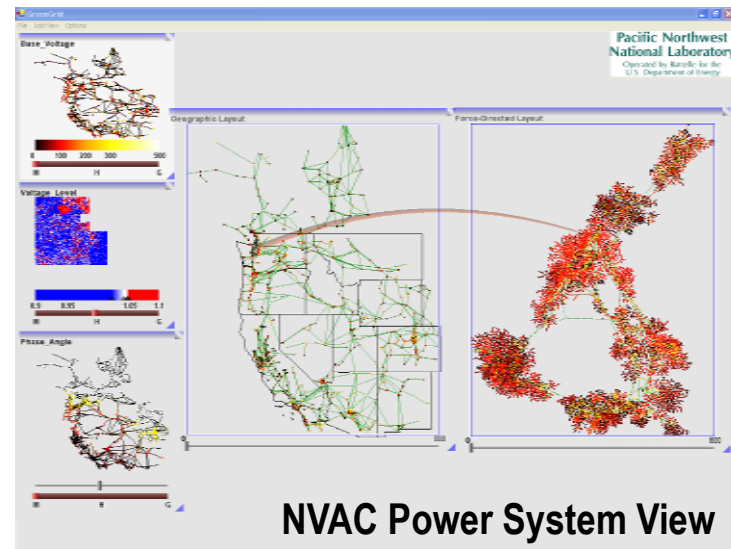 GreenGrid
File Add View Options
Base_Voltage
0 100 200 300 500
M H G
Voltage_Level
0.9 0.95 1.05 1.1
M H G
Phase_Angle
M H G
Geographic Layout
0
Force-Directed Layout
0
Pacific Northwest
National Laboratory
Operated by Battelle for the
U.S. Department of Energy
NVAC Power System View